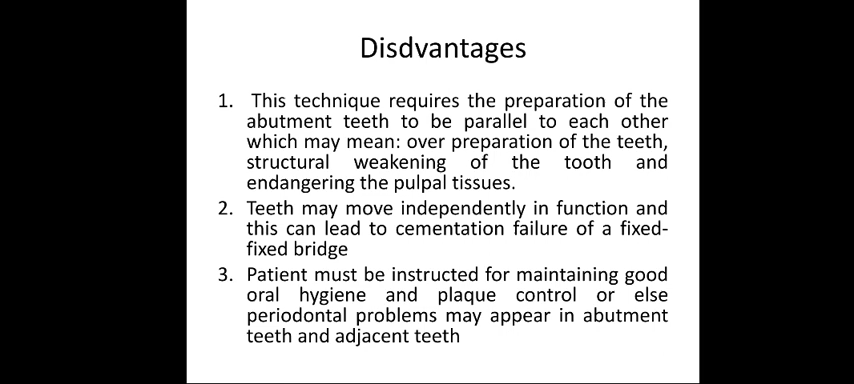 Disdvantages
1. This technique requires the preparation of the
abutment teeth to be parallel to each other
which may mean: over preparation of the teeth,
structural weakening of the tooth and
endangering the pulpal tissues.
2. Teeth may move independently in function and
this can lead to cementation failure of a fixed-
fixed bridge
3. Patient must be instructed for maintaining good
oral hygiene and plaque control or else
periodontal problems may appear in abutment
teeth and adjacent teeth